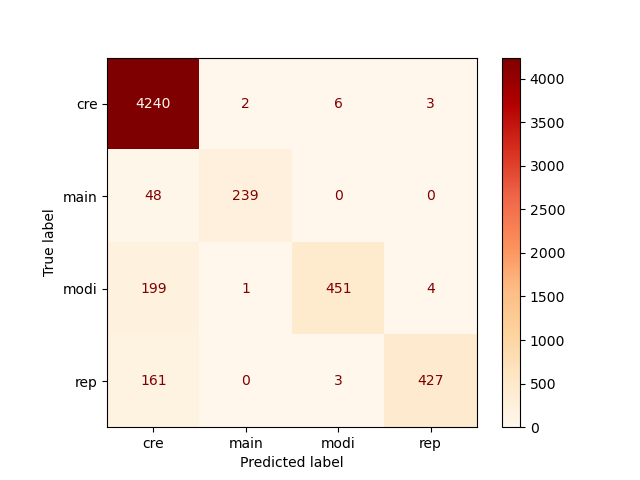 cre 4240 2 6 3
main 48 239 0 0
modi 199 1 451 4
rep 161 0 3 427
cre main modi rep
Predicted label
True label
4000
3500
3000
2500
2000
1500
1000
500
0